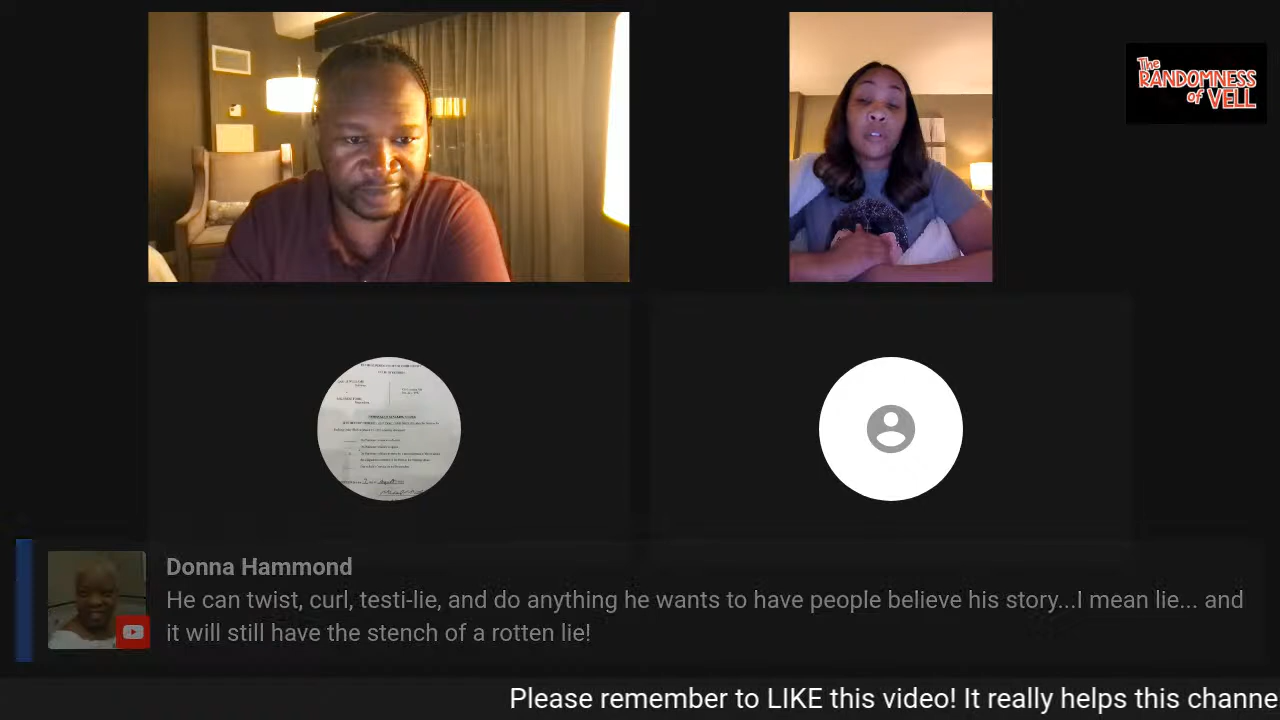 The
RANDOMNESS
of VELL
Donna Hammond
He can twist, curl, testi-lie, and do anything he wants to have people believe his story...I mean lie... and
it will still have the stench of a rotten lie!
Please remember to LIKE this video! It really helps this channe